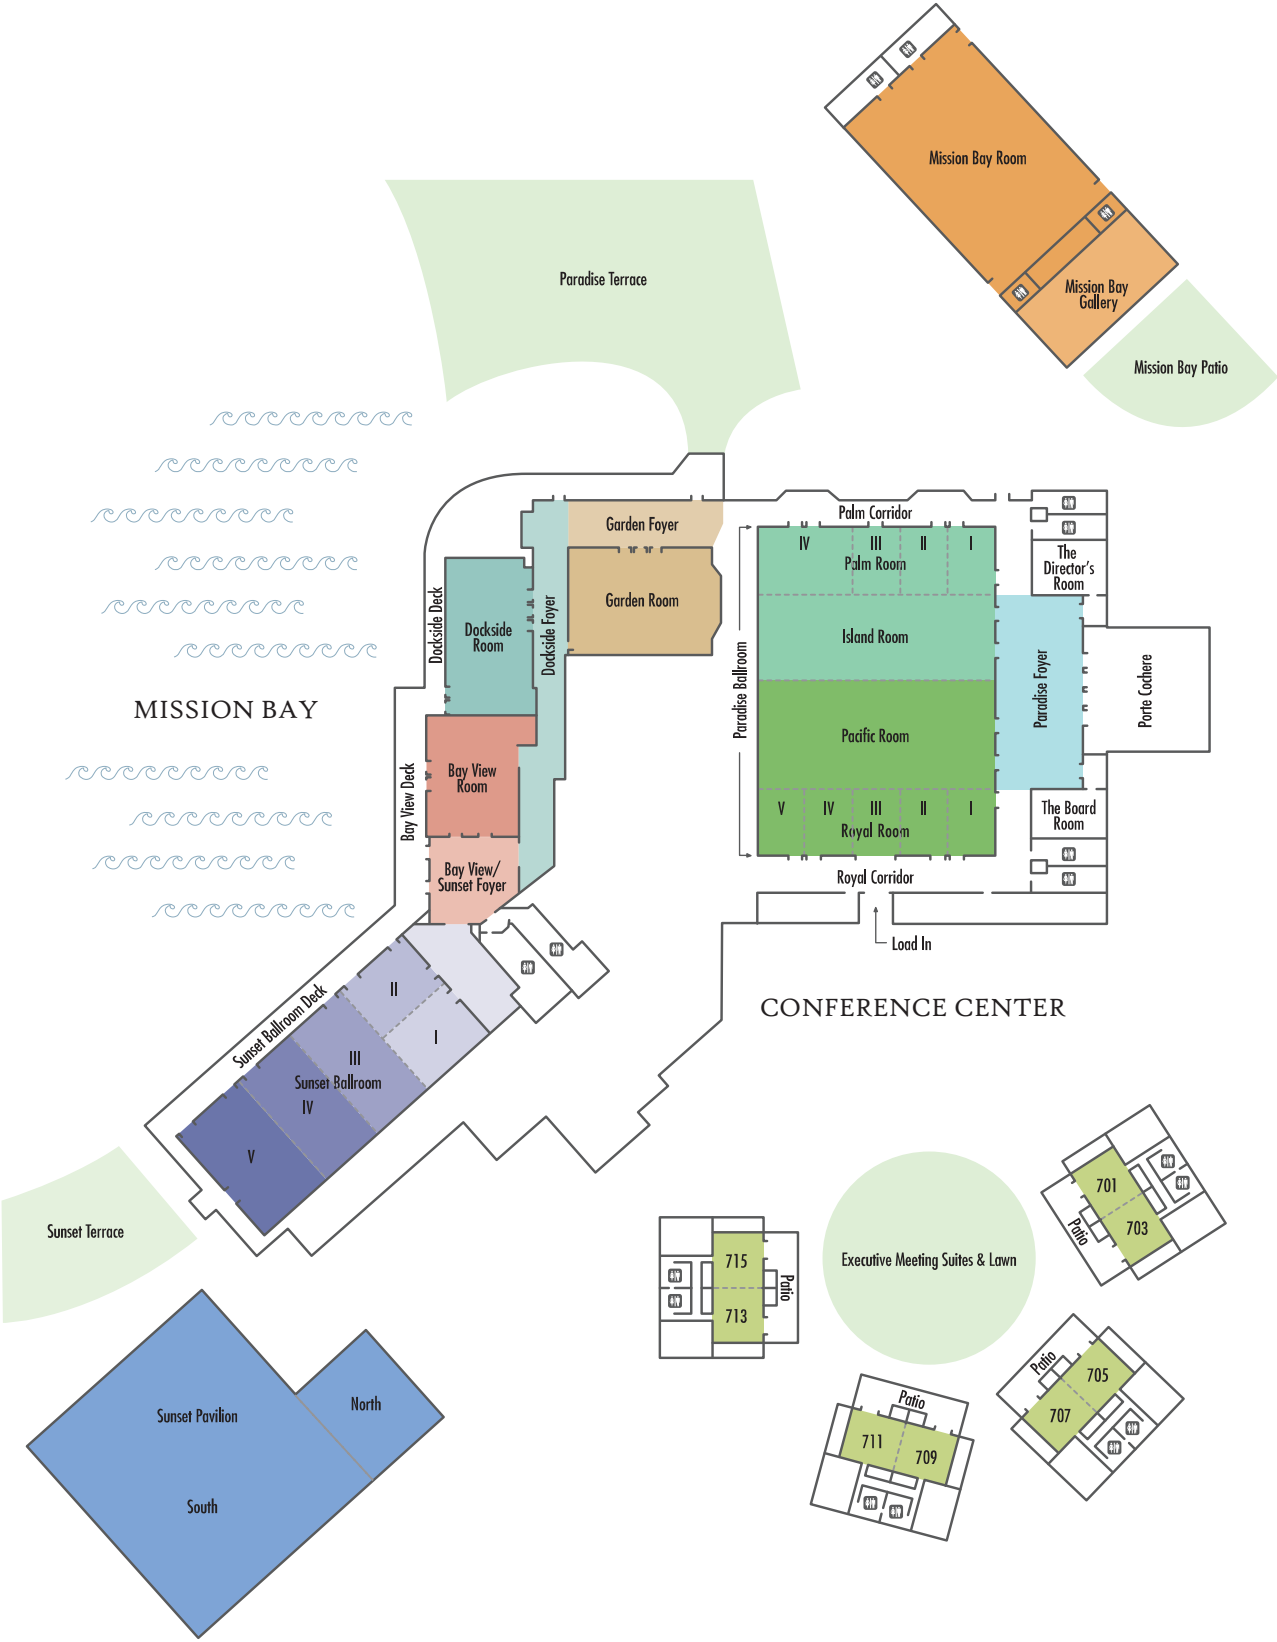 Mission Bay Room
Mission Bay
Gallery
Mission Bay Patio
Paradise Terrace
Garden Foyer
Garden Room
Dockside Deck
Dockside
Room
Dockside Foyer
MISSION BAY
Bay View Deck
Bay View
Room
Bay View/
Sunset Foyer
Palm Corridor
IV
III
II
I
Palm Room
Island Room
Paradise Ballroom
Pacific Room
V
IV
III
II
I
Royal Room
Royal Corridor
Load In
The
Director's
Room
Paradise Foyer
Porte Cochere
The Board
Room
CONFERENCE CENTER
Sunset Ballroom Deck
II
I
III
Sunset Ballroom
IV
V
Sunset Terrace
Sunset Pavilion
North
South
Executive Meeting Suites & Lawn
701
703
Patio
715
713
Patio
Patio
705
707
Patio
711
709